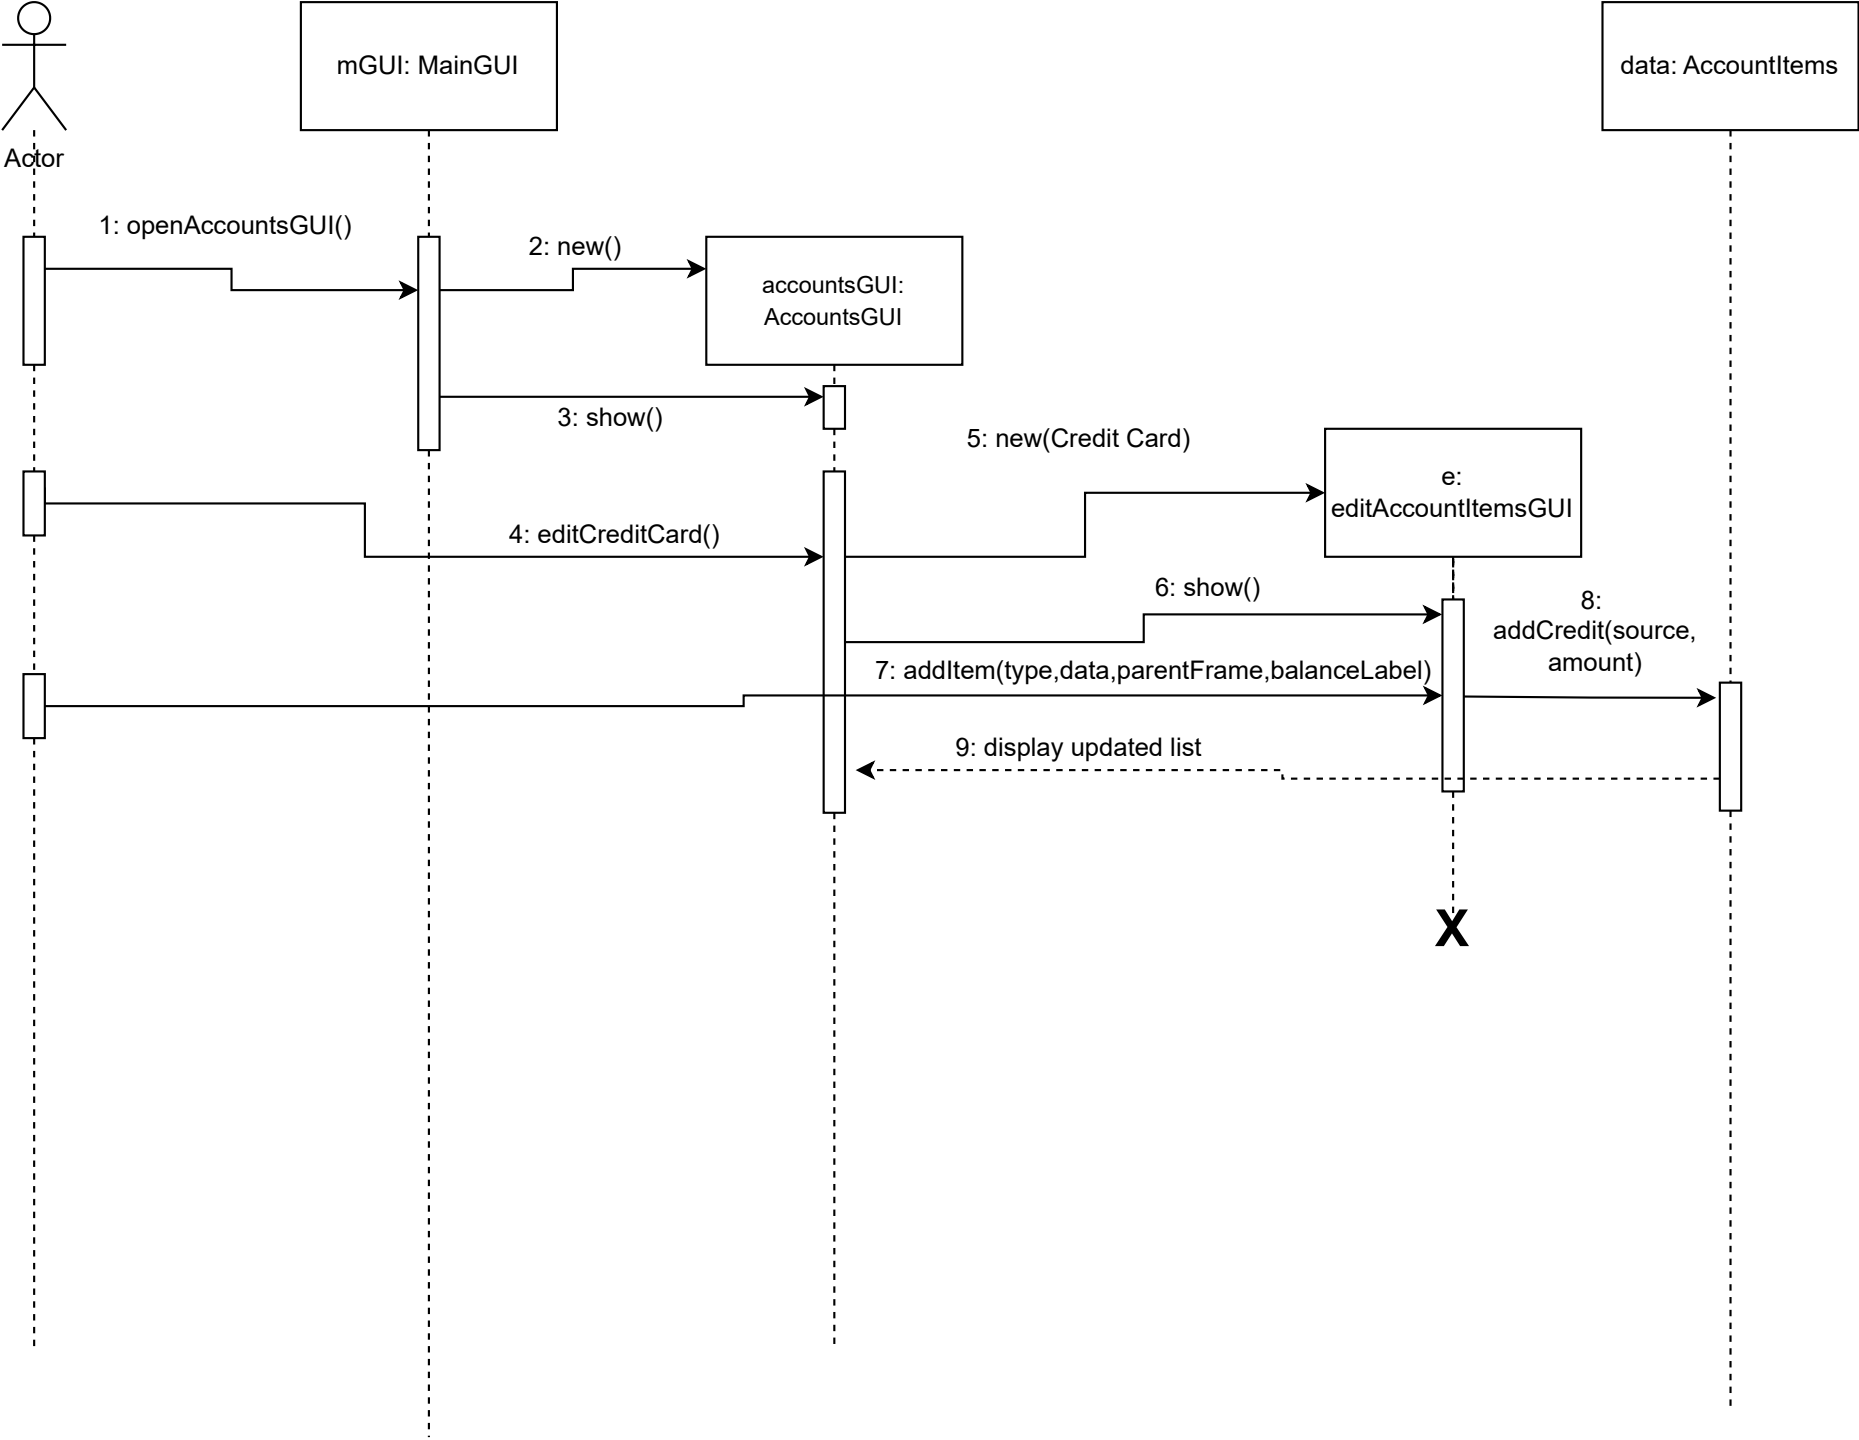 mGUI: MainGUI
data: AccountItems
Actor
1: openAccountsGUI()
2: new()
accountsGUI:
AccountsGUI
3: show()
5: new(Credit Card)
e:
editAccountItemsGUI
4: editCreditCard()
6: show()
8:
addCredit(source,
amount)
7: addItem(type,data,parentFrame,balanceLabel)
9: display updated list
X